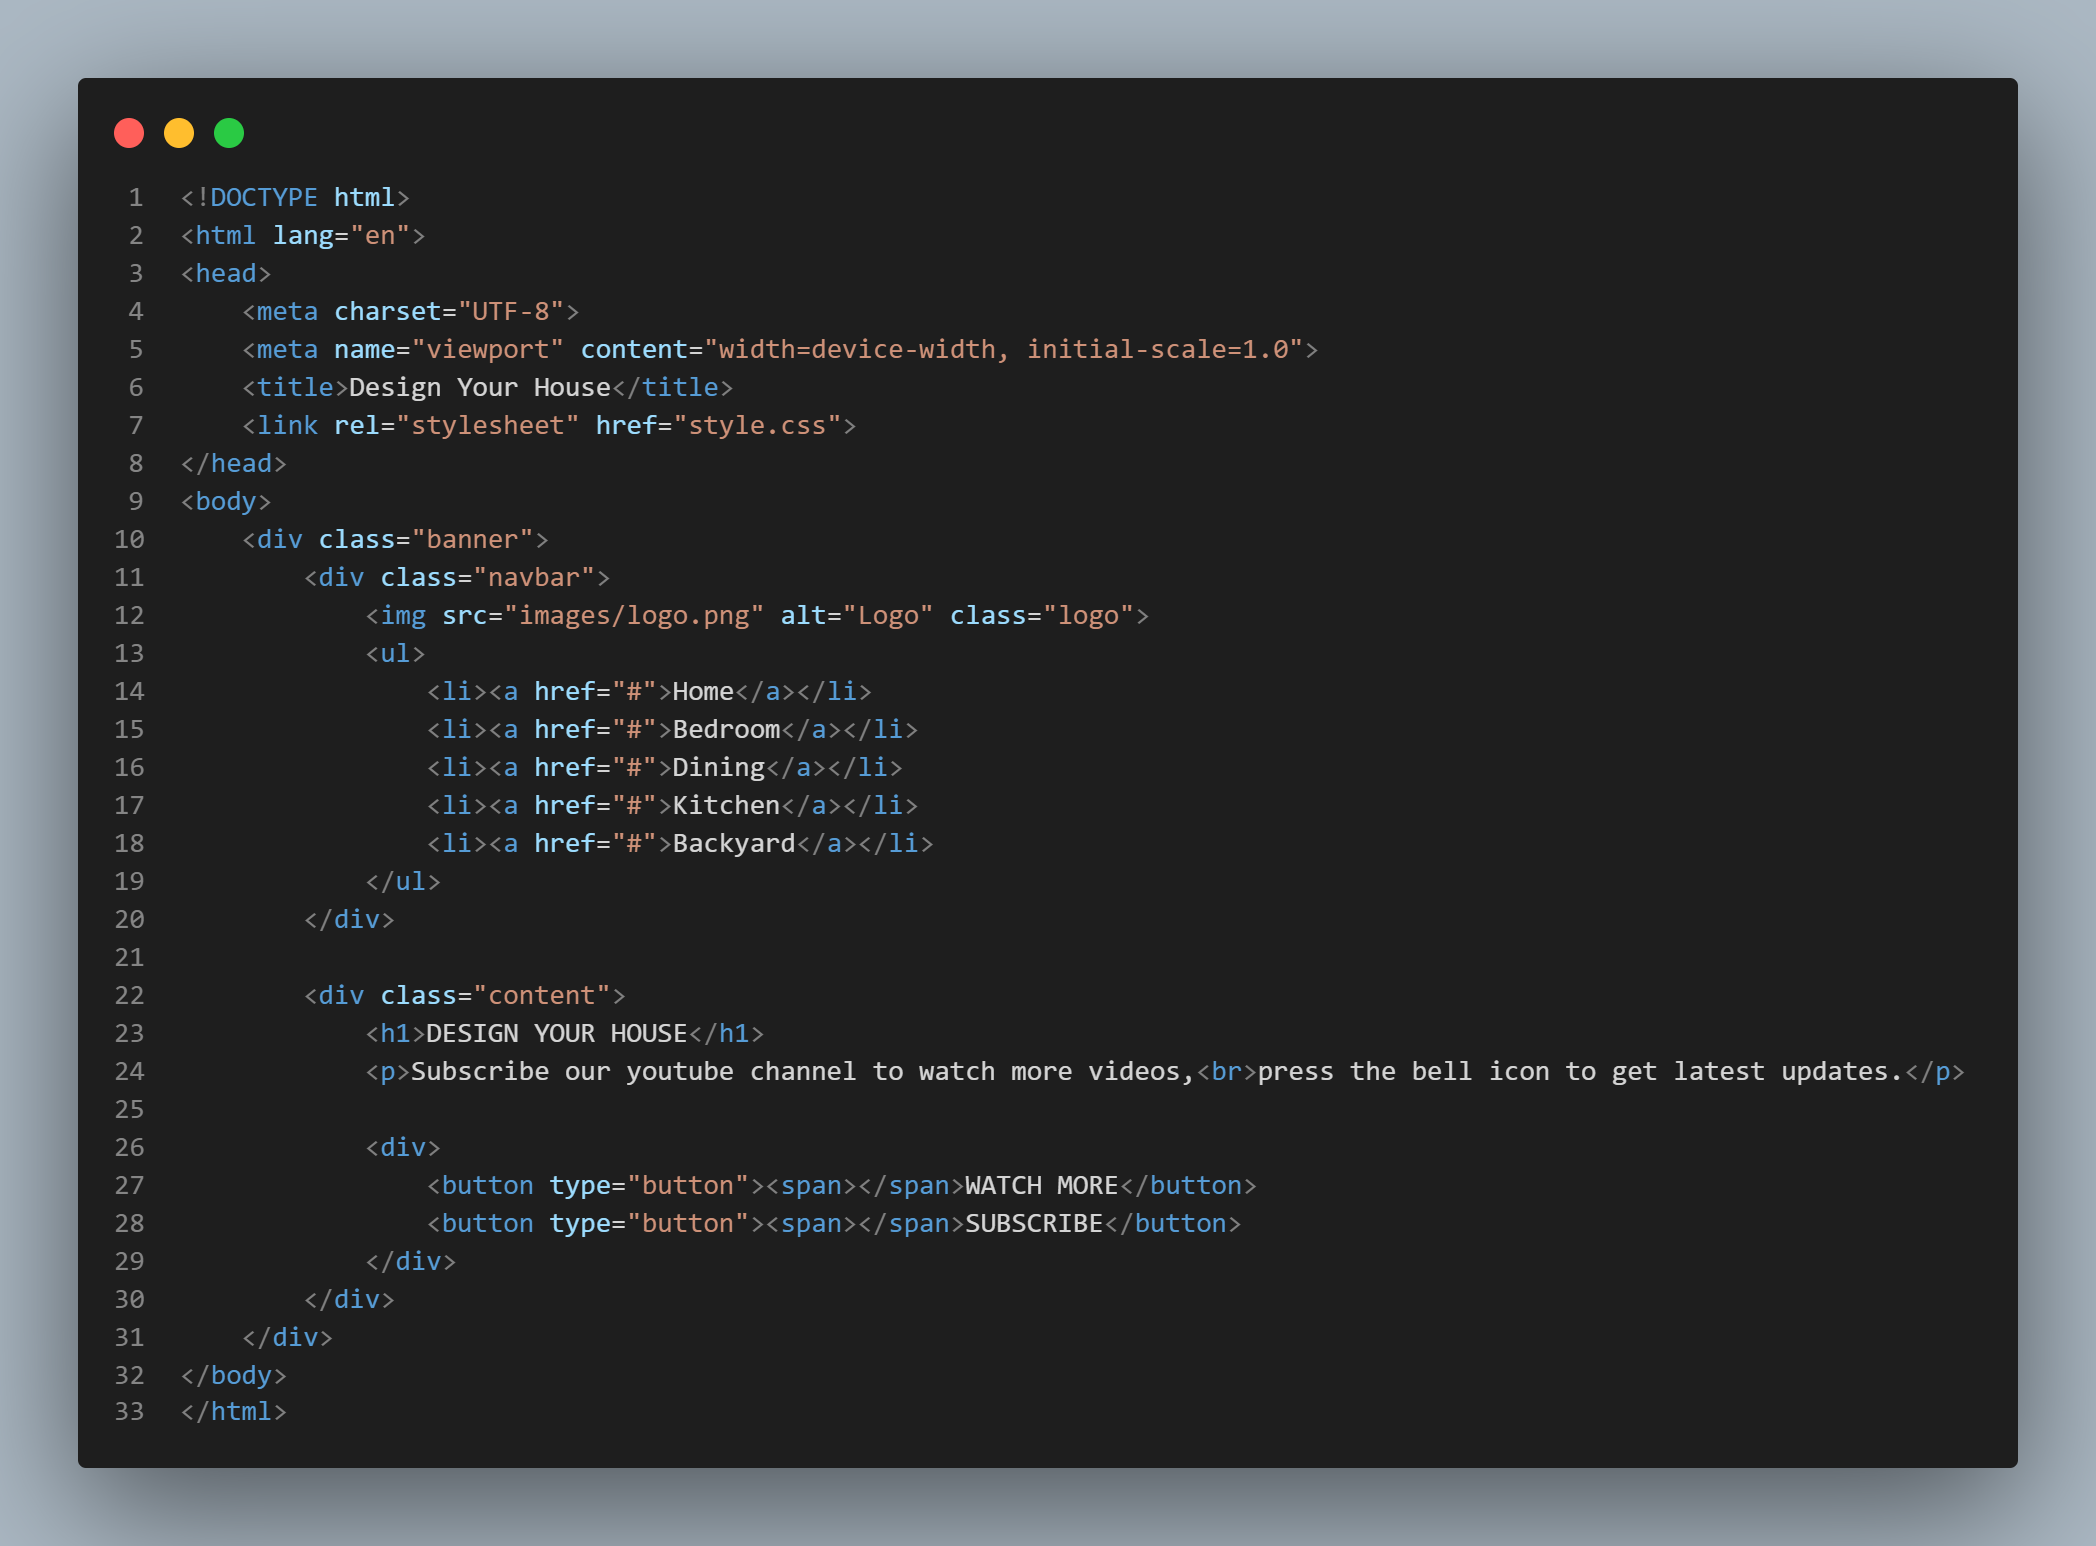 1 <!DOCTYPE html>
2 <html lang="en">
3 <head>
4     <meta charset="UTF-8">
5     <meta name="viewport" content="width=device-width, initial-scale=1.0">
6     <title>Design Your House</title>
7     <link rel="stylesheet" href="style.css">
8 </head>
9 <body>
10     <div class="banner">
11         <div class="navbar">
12             <img src="images/logo.png" alt="Logo" class="logo">
13             <ul>
14                 <li><a href="#">Home</a></li>
15                 <li><a href="#">Bedroom</a></li>
16                 <li><a href="#">Dining</a></li>
17                 <li><a href="#">Kitchen</a></li>
18                 <li><a href="#">Backyard</a></li>
19             </ul>
20         </div>
21
22         <div class="content">
23             <h1>DESIGN YOUR HOUSE</h1>
24             <p>Subscribe our youtube channel to watch more videos,<br>press the bell icon to get latest updates.</p>
25
26             <div>
27                 <button type="button"><span></span>WATCH MORE</button>
28                 <button type="button"><span></span>SUBSCRIBE</button>
29             </div>
30         </div>
31     </div>
32 </body>
33 </html>